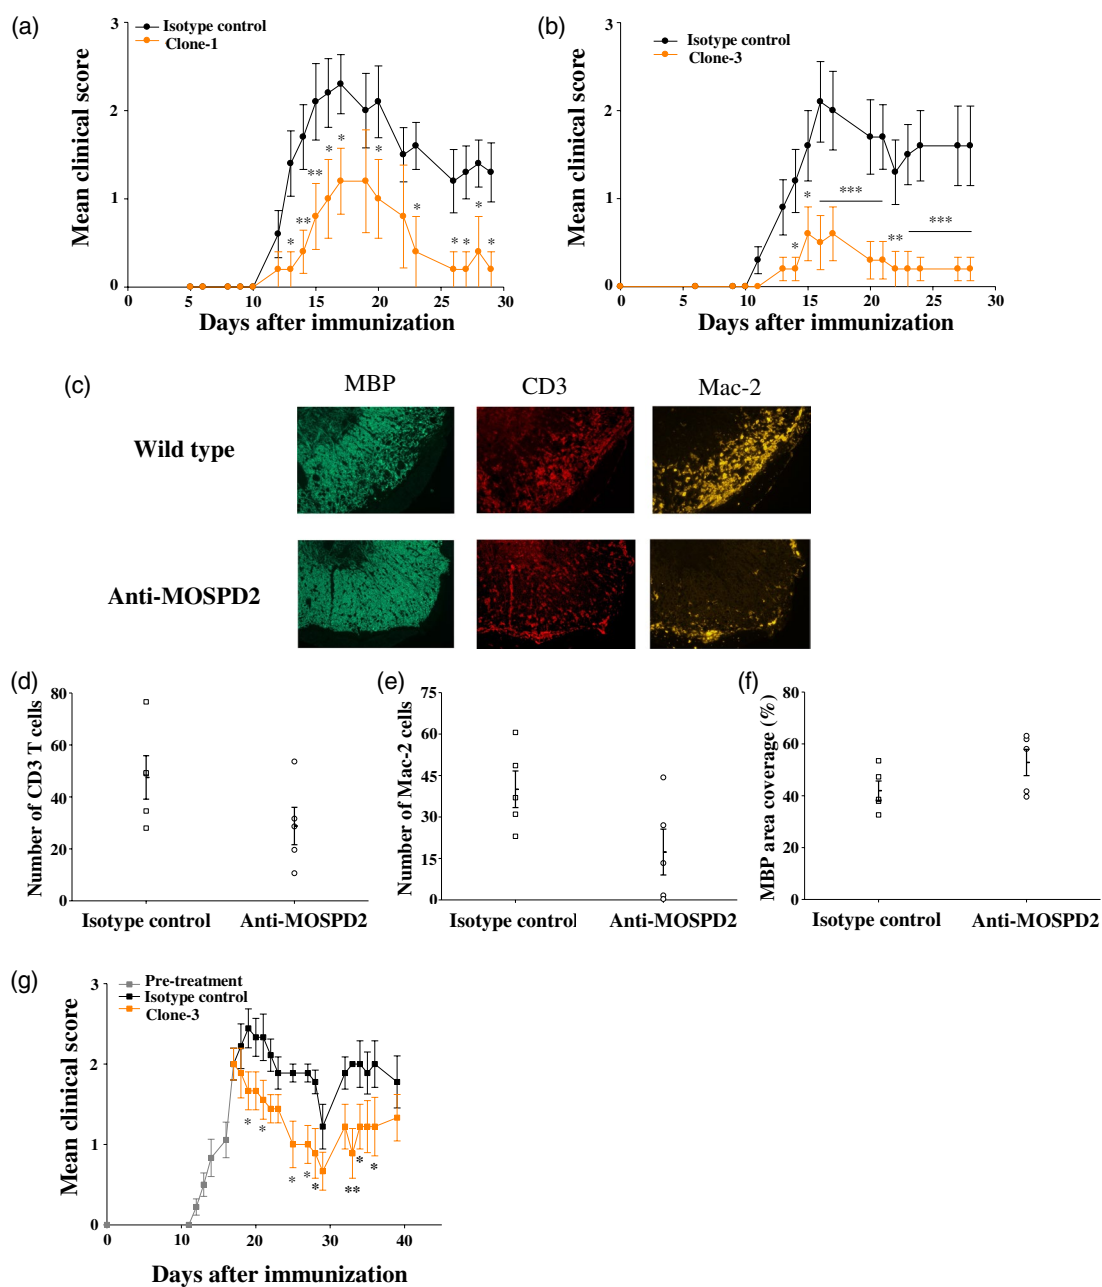 (a)
Isotype control
Clone-1
Mean clinical score
3
2
1
0
* ** ** * * * * * * * *
0 5 10 15 20 25 30
Days after immunization
(b)
Isotype control
Clone-3
Mean clinical score
3
2
1
0
* * *** ** ***
0 5 10 15 20 25 30
Days after immunization
(c)
MBP CD3 Mac-2
Wild type
Anti-MOSPD2
(d)
Number of CD3 T cells
80
60
40
20
0
Isotype control Anti-MOSPD2
(e)
Number of Mac-2 cells
75
60
45
30
15
0
Isotype control Anti-MOSPD2
(f)
MBP area coverage (%)
80
60
40
20
0
Isotype control Anti-MOSPD2
(g)
Pre-treatment
Isotype control
Clone-3
Mean clinical score
3
2
1
0
* * * * * ** * *
0 10 20 30 40
Days after immunization